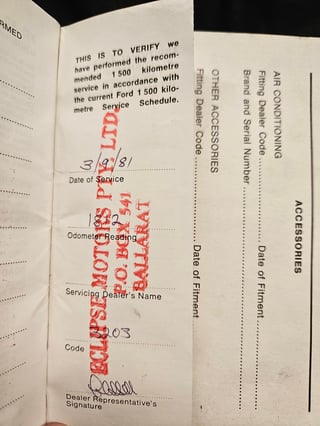 THIS IS TO VERIFY we
have performed the recom-
mended 1 500 kilometre
service in accordance with
the current Ford 1 500 kilo-
metre Service Schedule.
3/9/81
Date of Service
Odometer Reading
Servicing Dealer's Name
Code
Dealer Representative's
Signature
ECLIPSE MOTORS PTY. LTD.
P.O. BOX 541
BALLARAT
ACCESSORIES
AIR CONDITIONING
Fitting Dealer Code .......... Date of Fitment ..........
Brand and Serial Number ..........
OTHER ACCESSORIES
Fitting Dealer Code .......... Date of Fitment